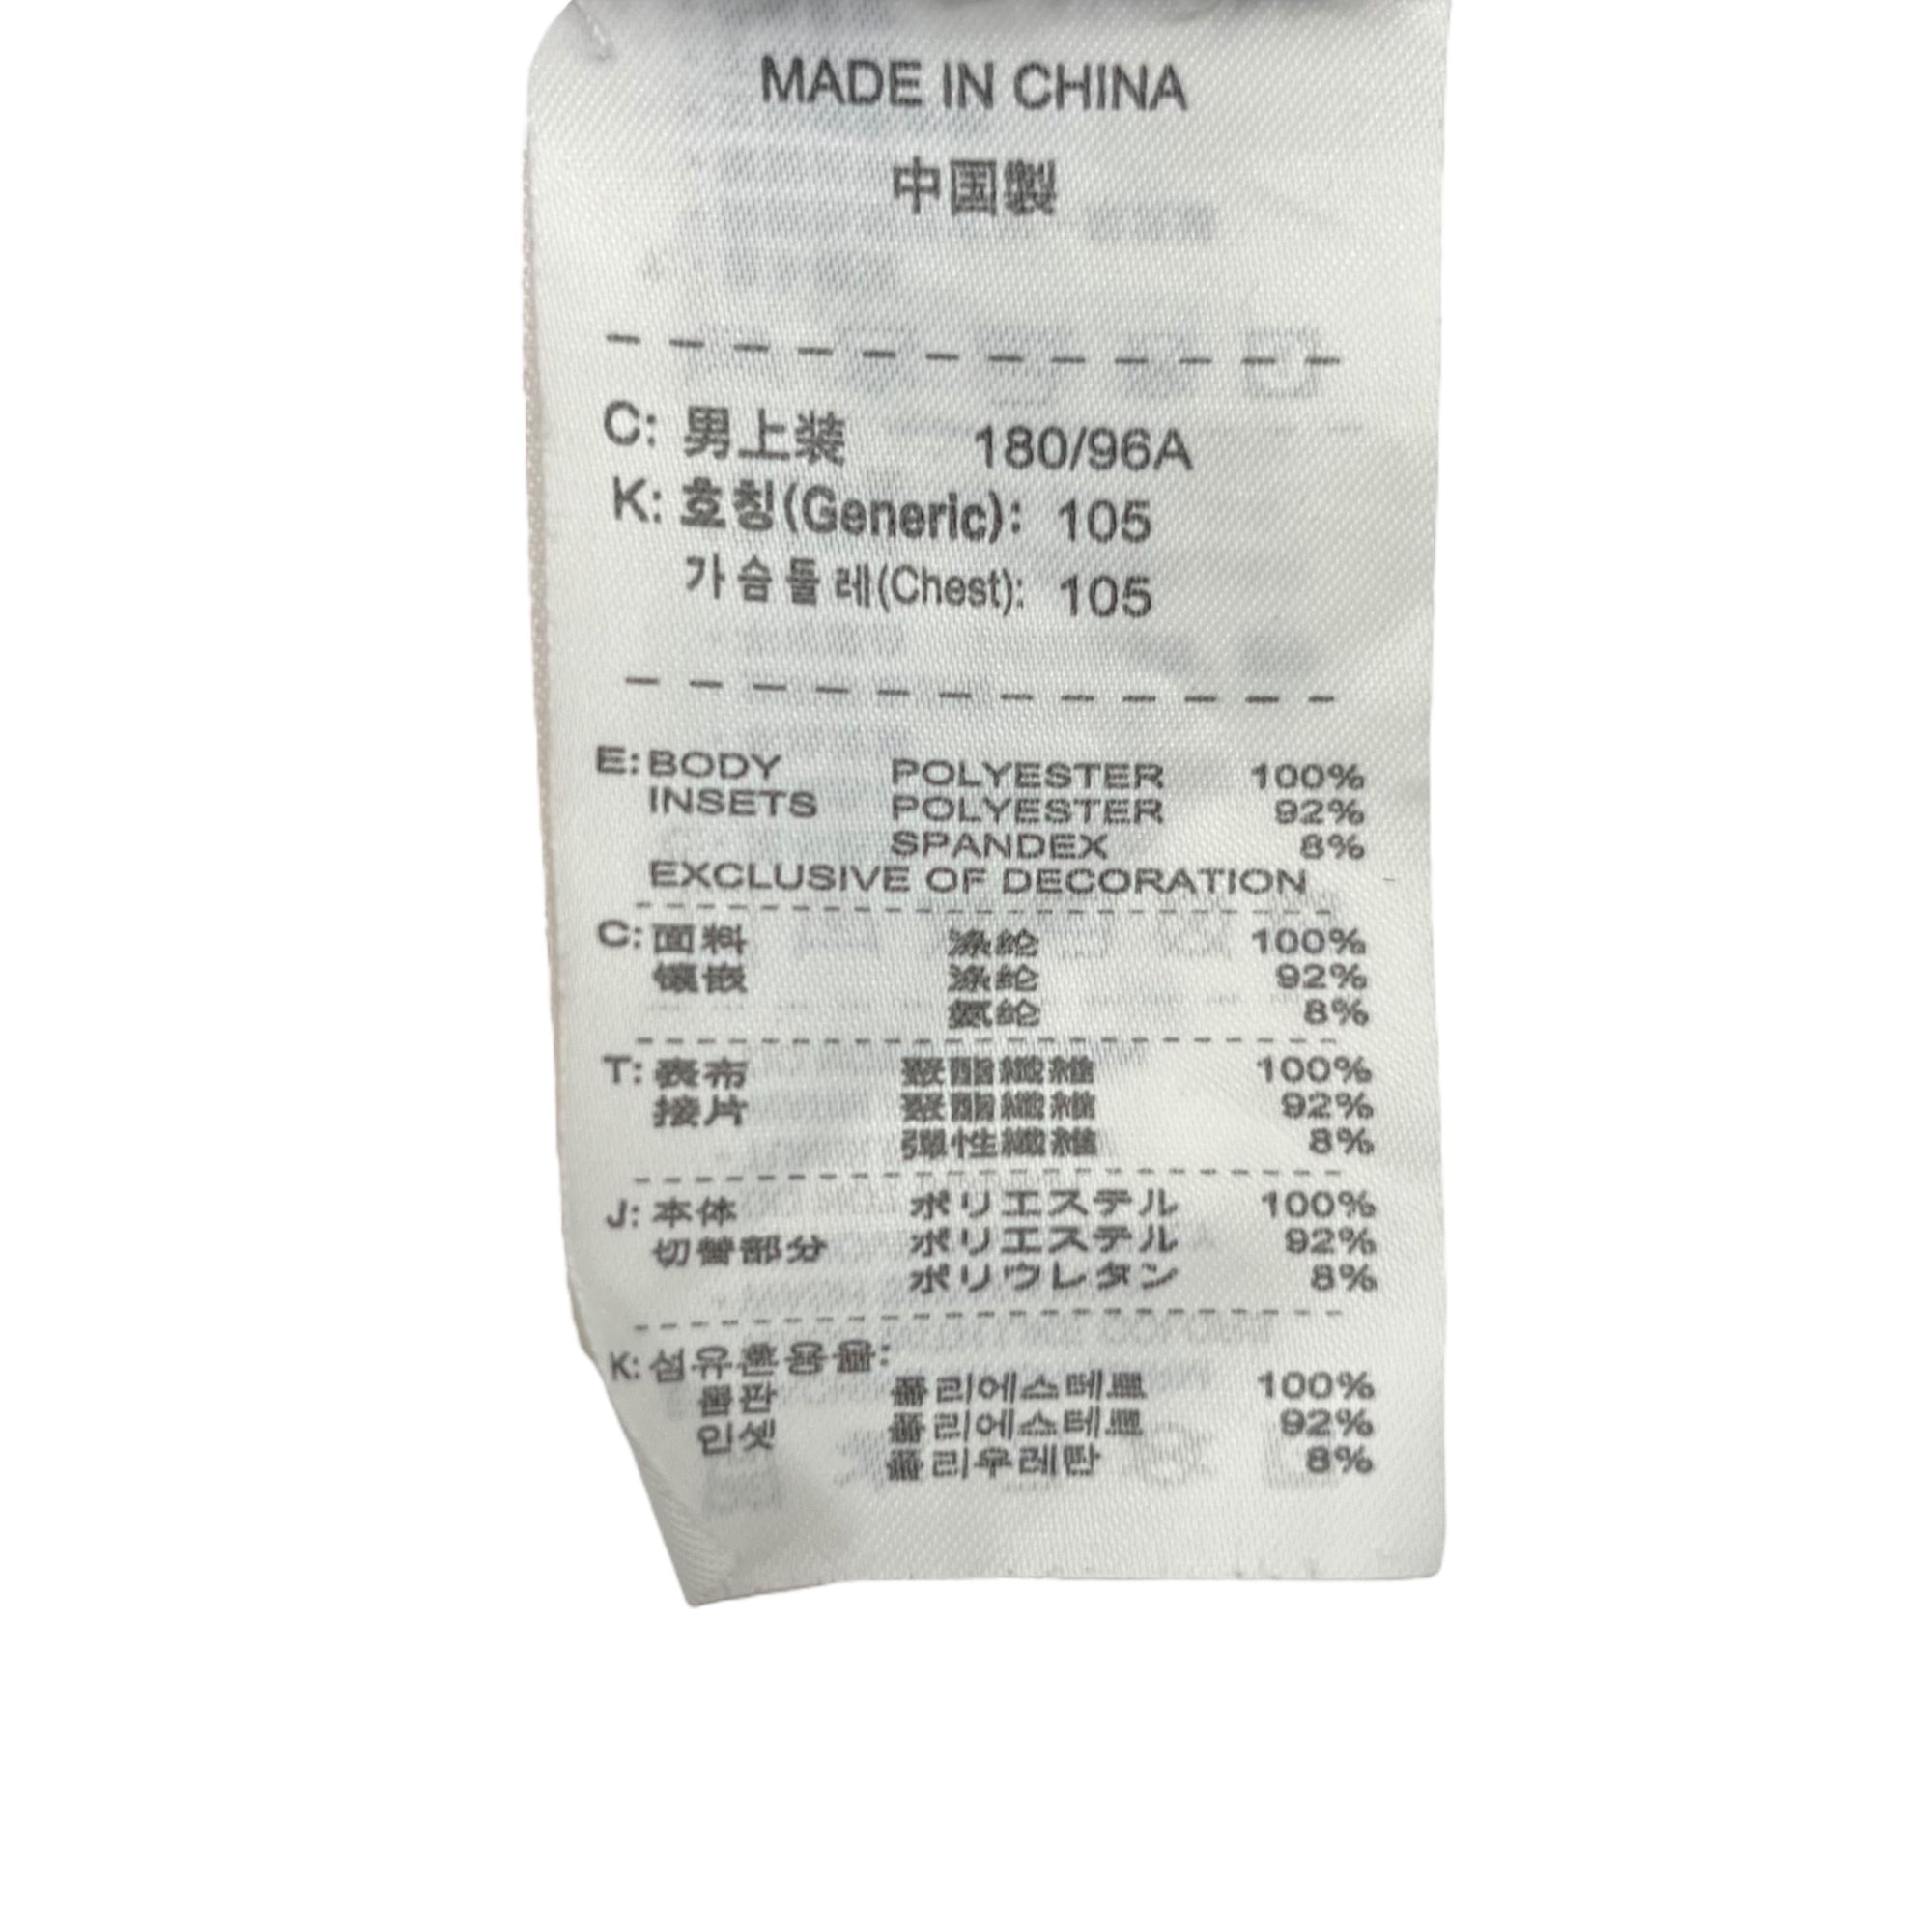 MADE IN CHINA
中国製
C: 男上装 180/96A
K: 호칭(Generic): 105
가슴둘레(Chest): 105
E: BODY POLYESTER 100%
INSETS POLYESTER 92%
SPANDEX 8%
EXCLUSIVE OF DECORATION
C: 面料 涤纶 100%
镶嵌 涤纶 92%
氨纶 8%
T: 表布 聚酯纖維 100%
接片 聚酯纖維 92%
彈性纖維 8%
J: 本体 ポリエステル 100%
切替部分 ポリエステル 92%
ポリウレタン 8%
K: 섬유혼용율:
몸판 폴리에스테르 100%
인셋 폴리에스테르 92%
폴리우레탄 8%